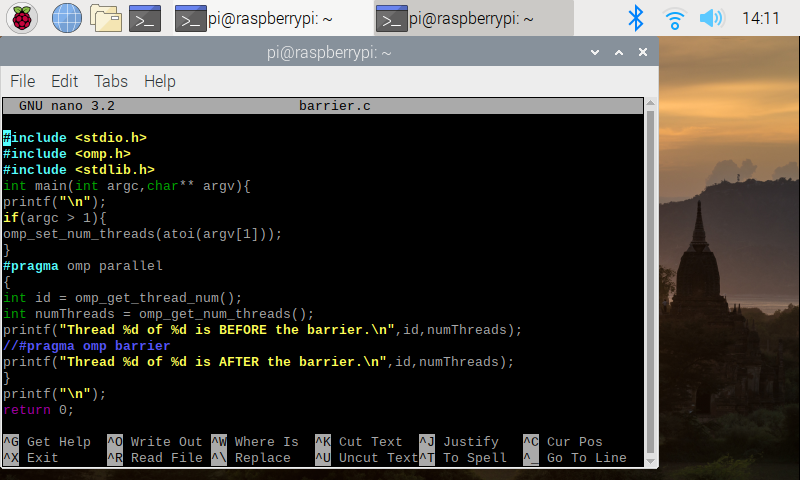 pi@raspberrypi: ~ pi@raspberrypi: ~ 14:11
pi@raspberrypi: ~
File Edit Tabs Help
GNU nano 3.2 barrier.c
#include <stdio.h>
#include <omp.h>
#include <stdlib.h>
int main(int argc,char** argv){
printf("\n");
if(argc > 1){
omp_set_num_threads(atoi(argv[1]));
}
#pragma omp parallel
{
int id = omp_get_thread_num();
int numThreads = omp_get_num_threads();
printf("Thread %d of %d is BEFORE the barrier.\n",id,numThreads);
//#pragma omp barrier
printf("Thread %d of %d is AFTER the barrier.\n",id,numThreads);
}
printf("\n");
return 0;
^G Get Help ^O Write Out ^W Where Is ^K Cut Text ^J Justify ^C Cur Pos
^X Exit ^R Read File ^\ Replace ^U Uncut Text ^T To Spell ^_ Go To Line